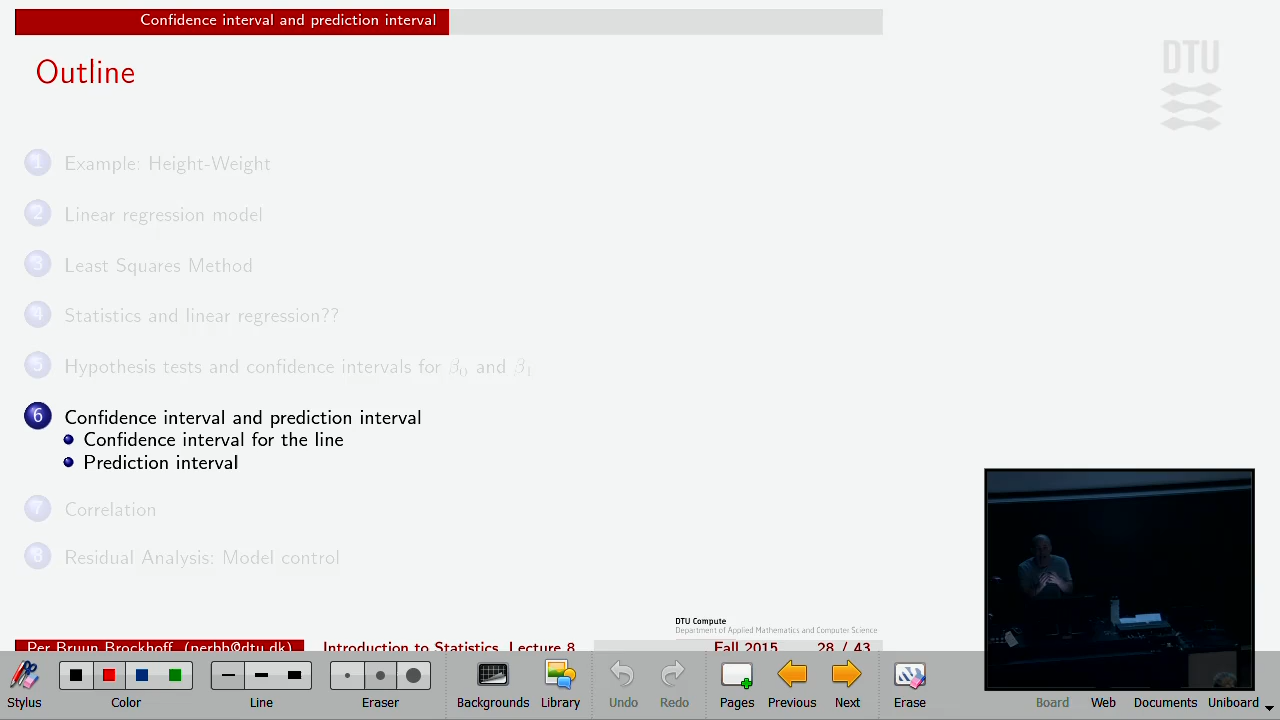 Confidence interval and prediction interval
Outline
DTU
1 Example: Height-Weight
2 Linear regression model
3 Least Squares Method
4 Statistics and linear regression??
5 Hypothesis tests and confidence intervals for β₀ and β₁
6 Confidence interval and prediction interval
Confidence interval for the line
Prediction interval
7 Correlation
8 Residual Analysis: Model control
DTU Compute
Department of Applied Mathematics and Computer Science
Per Bruun Brockhoff (perbb@dtu.dk) Introduction to Statistics, Lecture 8 Fall 2015 28 / 43
Stylus Color Line Eraser Backgrounds Library Undo Redo Pages Previous Next Erase Board Web Documents Uniboard